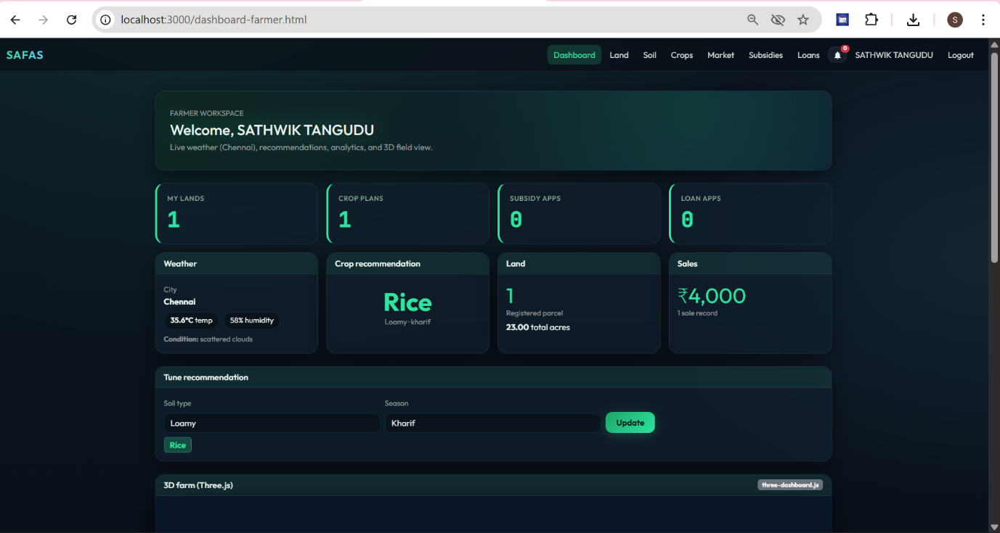 localhost:3000/dashboard-farmer.html
S
SAFAS
Dashboard Land Soil Crops Market Subsidies Loans 0 SATHWIK TANGUDU Logout
FARMER WORKSPACE
Welcome, SATHWIK TANGUDU
Live weather (Chennai), recommendations, analytics, and 3D field view.
MY LANDS
1
CROP PLANS
1
SUBSIDY APPS
0
LOAN APPS
0
Weather
City
Chennai
35.6°C temp 58% humidity
Condition: scattered clouds
Crop recommendation
Rice
Loamy · kharif
Land
1
Registered parcel
23.00 total acres
Sales
₹4,000
1 sale record
Tune recommendation
Soil type Season
Loamy Kharif Update
Rice
3D farm (Three.js) three-dashboard.js